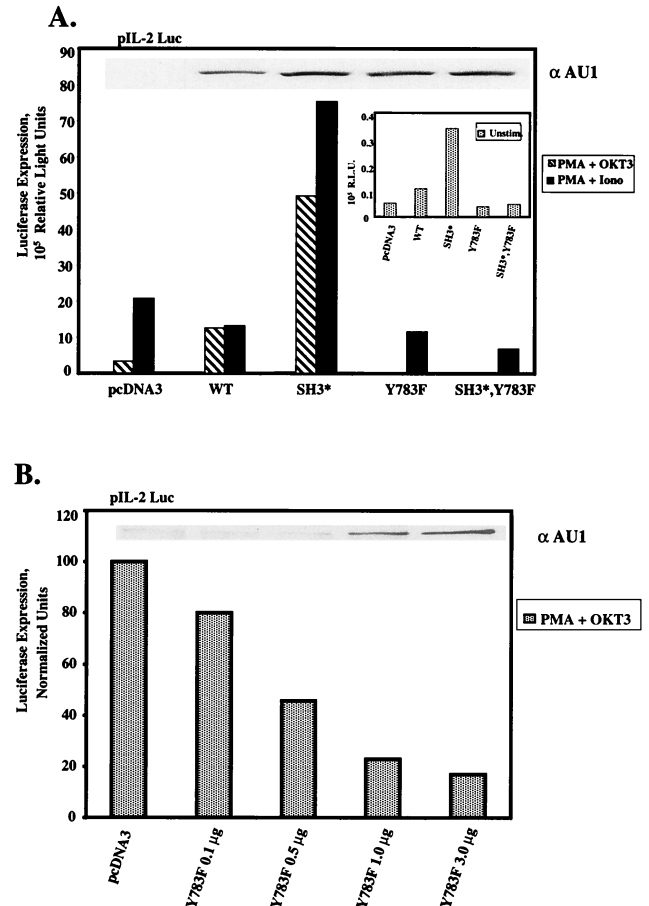 A.
pIL-2 Luc
90
80
70
60
50
40
30
20
10
0
Luciferase Expression,
10⁵ Relative Light Units
α AU1
0.4
0.3
0.2
0.1
0
10⁵ R.L.U.
Unstim.
pcDNA3
WT
SH3*
Y783F
SH3*,Y783F
PMA + OKT3
PMA + Iono
pcDNA3
WT
SH3*
Y783F
SH3*,Y783F
B.
pIL-2 Luc
120
100
80
60
40
20
0
Luciferase Expression,
Normalized Units
α AU1
PMA + OKT3
pcDNA3
Y783F 0.1 µg
Y783F 0.5 µg
Y783F 1.0 µg
Y783F 3.0 µg